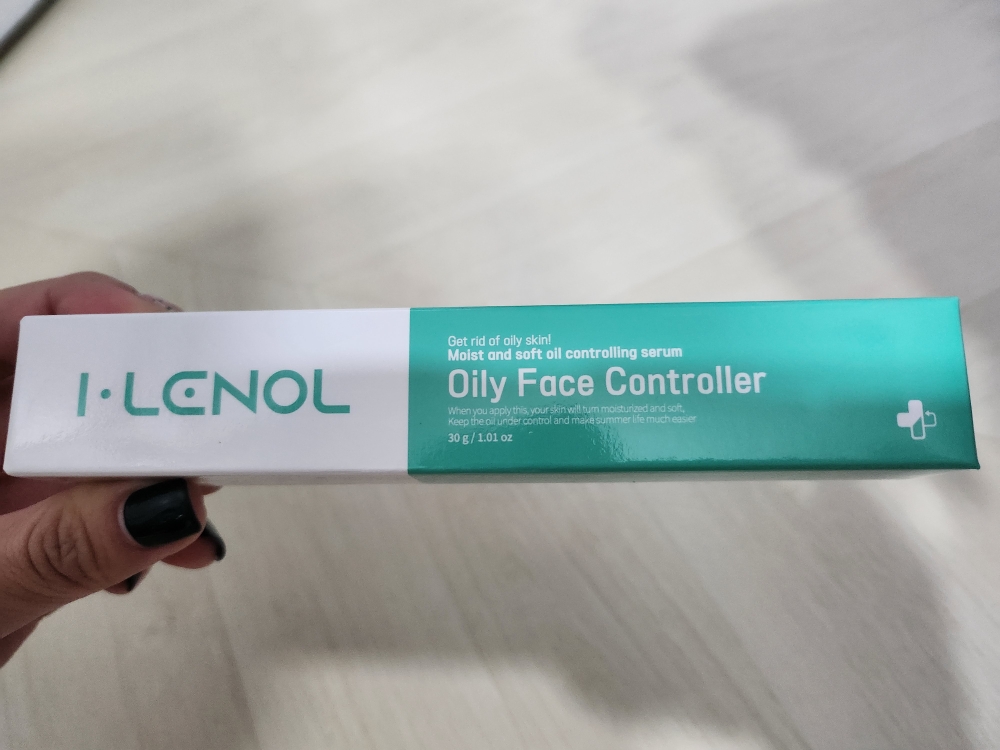 I·LENOL
Get rid of oily skin!
Moist and soft oil controlling serum
Oily Face Controller
When you apply this, your skin will turn moisturized and soft,
Keep the oil under control and make summer life much easier
30 g / 1.01 oz